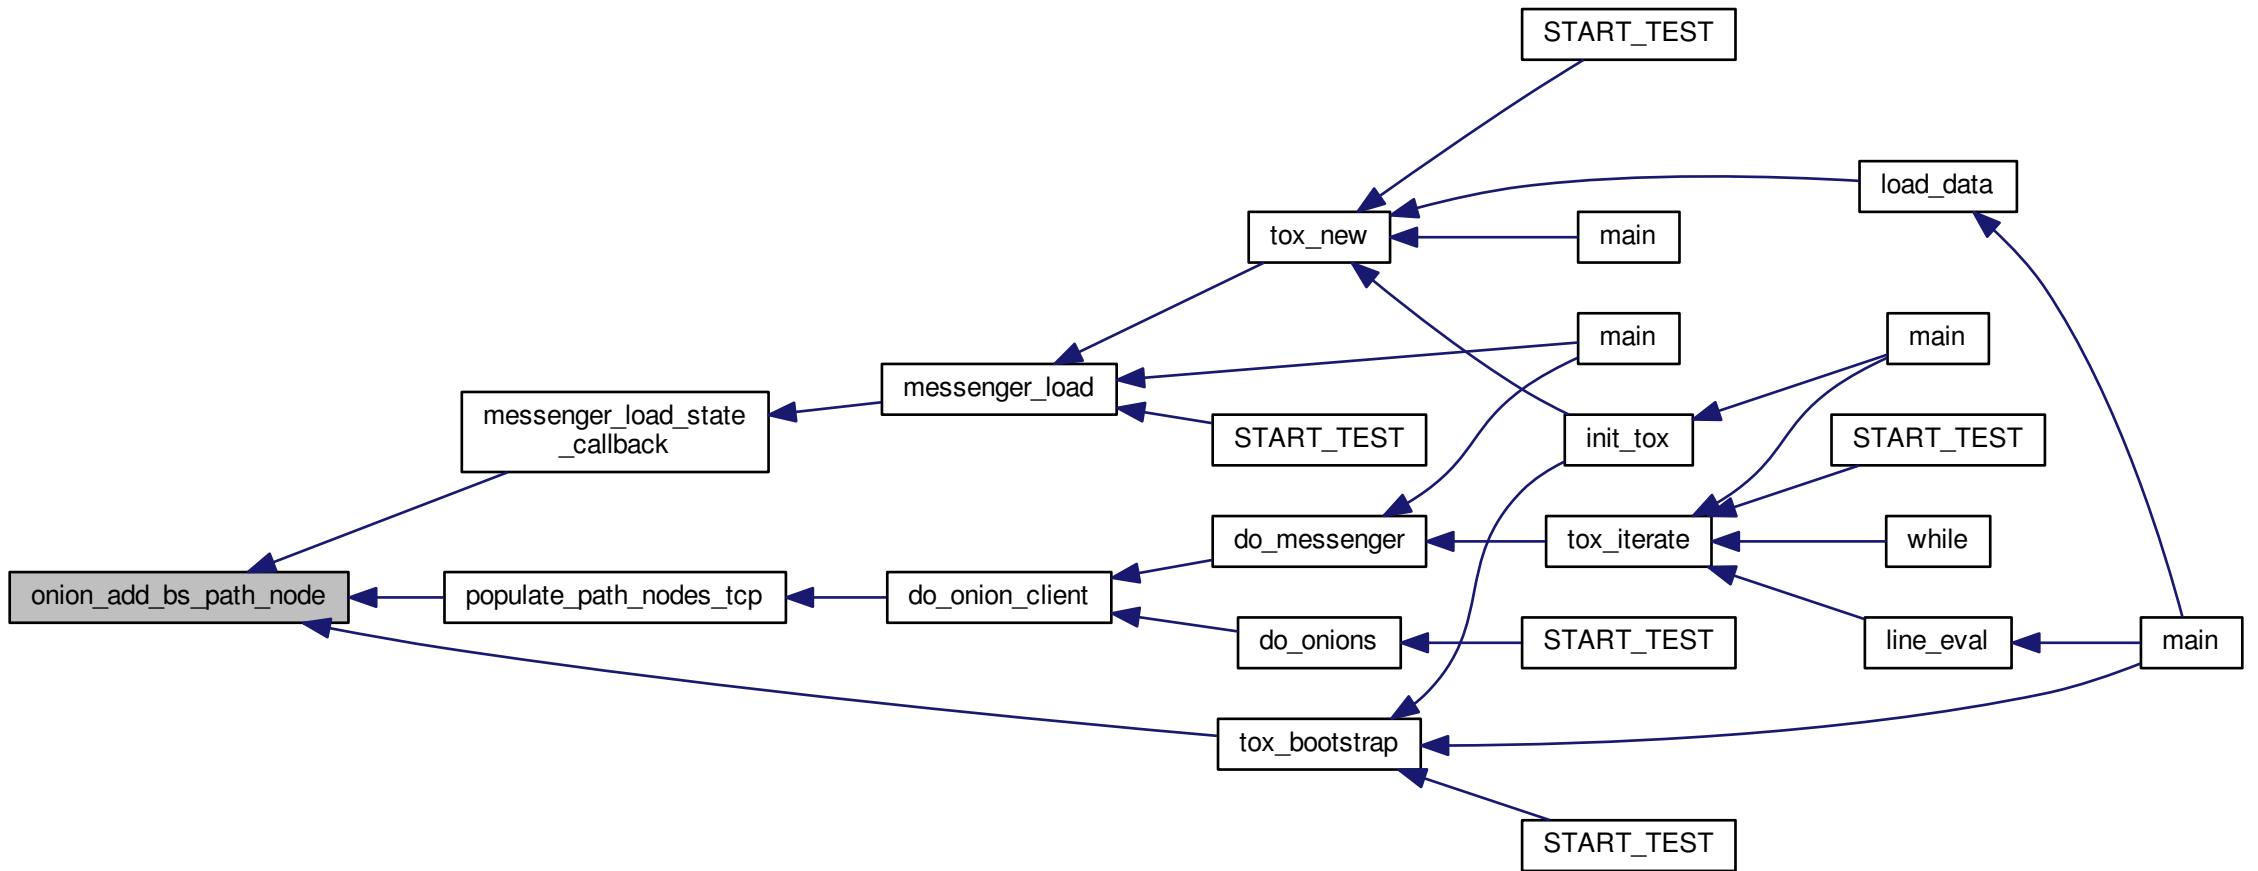 START_TEST
load_data
tox_new
main
main
main
messenger_load
messenger_load_state
_callback
START_TEST
init_tox
START_TEST
do_messenger
tox_iterate
while
onion_add_bs_path_node
populate_path_nodes_tcp
do_onion_client
do_onions
START_TEST
line_eval
main
tox_bootstrap
START_TEST